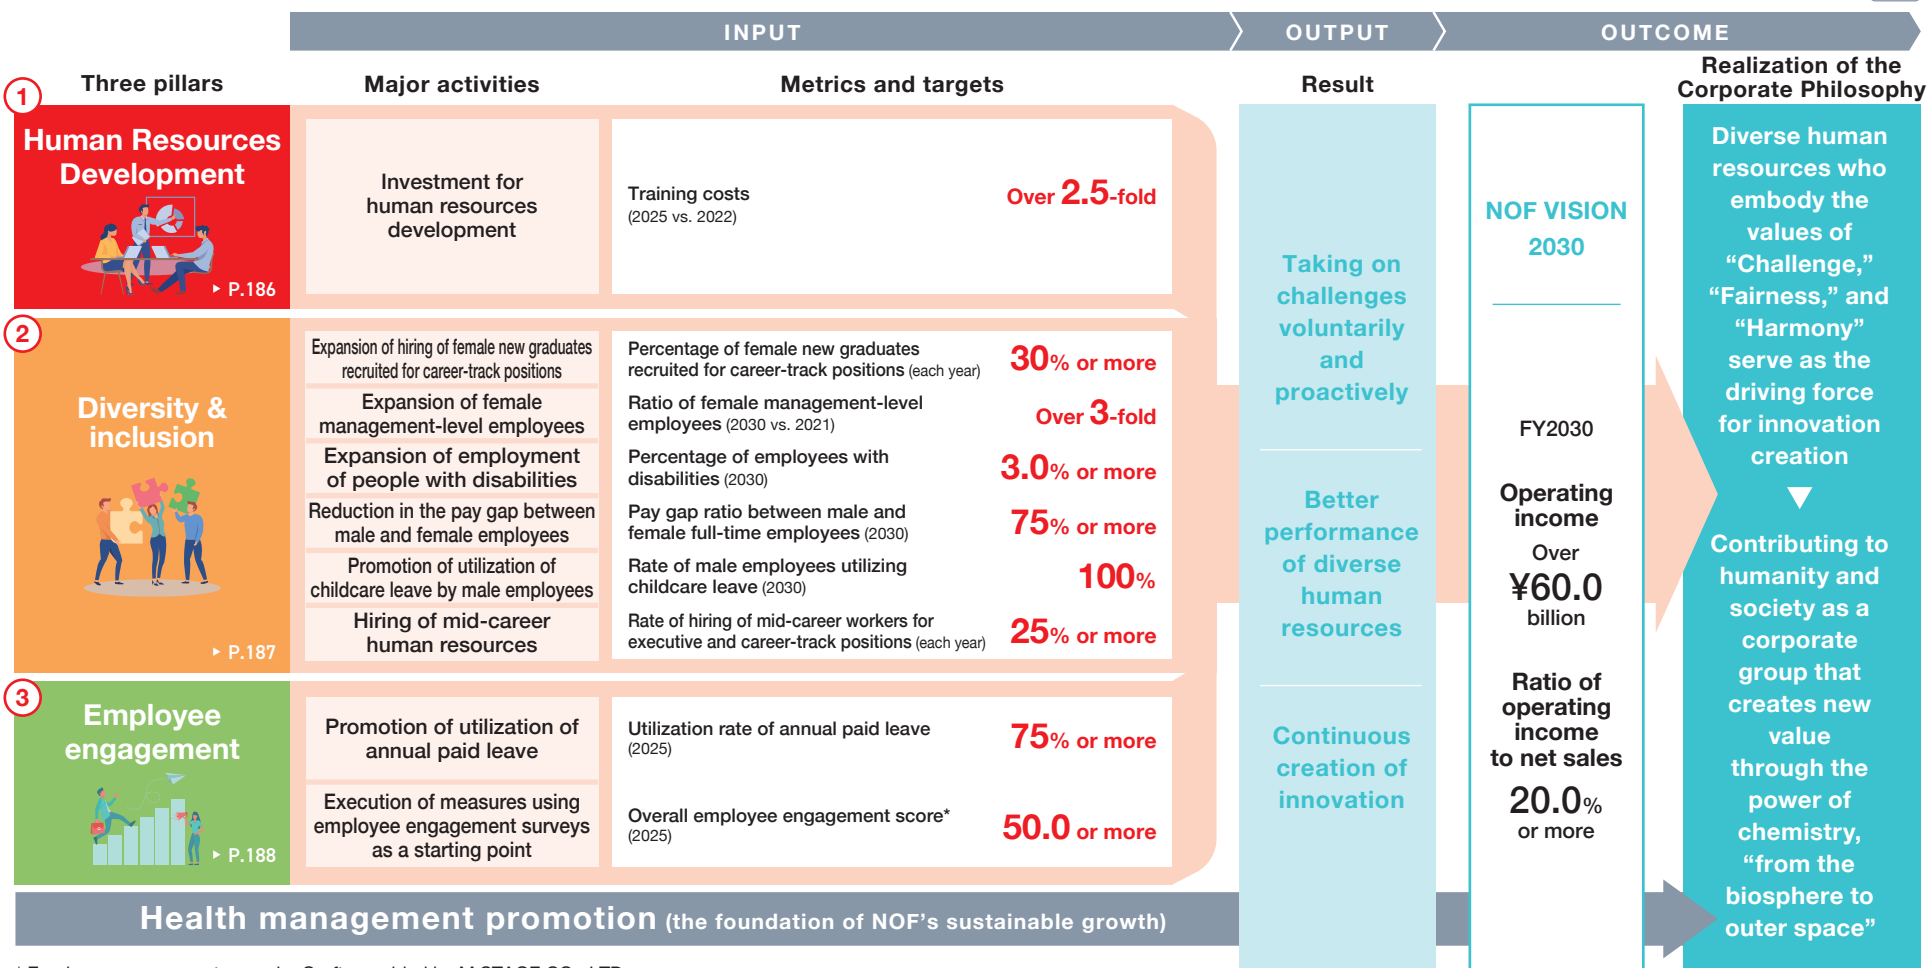 INPUT
OUTPUT
OUTCOME
Three pillars
Major activities
Metrics and targets
Result
Realization of the
Corporate Philosophy
1
Human Resources
Development
▸ P.186
Investment for
human resources
development
Training costs
(2025 vs. 2022)
Over 2.5-fold
2
Diversity &
inclusion
▸ P.187
Expansion of hiring of female new graduates
recruited for career-track positions
Percentage of female new graduates
recruited for career-track positions (each year)
30% or more
Expansion of female
management-level employees
Ratio of female management-level
employees (2030 vs. 2021)
Over 3-fold
Expansion of employment
of people with disabilities
Percentage of employees with
disabilities (2030)
3.0% or more
Reduction in the pay gap between
male and female employees
Pay gap ratio between male and
female full-time employees (2030)
75% or more
Promotion of utilization of
childcare leave by male employees
Rate of male employees utilizing
childcare leave (2030)
100%
Hiring of mid-career
human resources
Rate of hiring of mid-career workers for
executive and career-track positions (each year)
25% or more
3
Employee
engagement
▸ P.188
Promotion of utilization of
annual paid leave
Utilization rate of annual paid leave
(2025)
75% or more
Execution of measures using
employee engagement surveys
as a starting point
Overall employee engagement score*
(2025)
50.0 or more
Health management promotion (the foundation of NOF’s sustainable growth)
Taking on
challenges
voluntarily
and
proactively
Better
performance
of diverse
human
resources
Continuous
creation of
innovation
NOF VISION
2030
FY2030
Operating
income
Over
¥60.0
billion
Ratio of
operating
income
to net sales
20.0%
or more
Diverse human
resources who
embody the
values of
“Challenge,”
“Fairness,” and
“Harmony”
serve as the
driving force
for innovation
creation
▼
Contributing to
humanity and
society as a
corporate
group that
creates new
value
through the
power of
chemistry,
“from the
biosphere to
outer space”